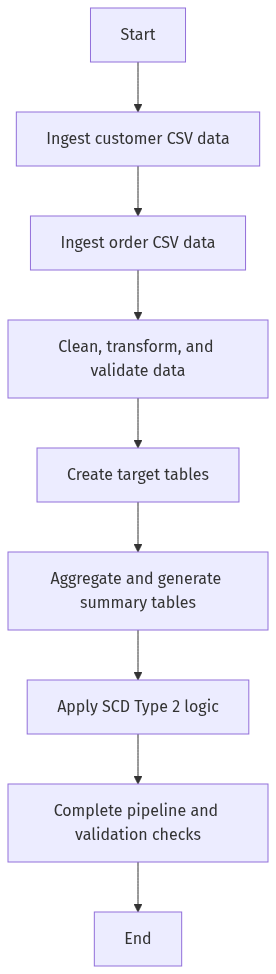 Start
Ingest customer CSV data
Ingest order CSV data
Clean, transform, and
validate data
Create target tables
Aggregate and generate
summary tables
Apply SCD Type 2 logic
Complete pipeline and
validation checks
End